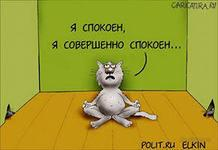 CARICATURA.RU
Я СПОКОЕН,
Я СОВЕРШЕННО СПОКОЕН...
POLIT.RU ELKIN